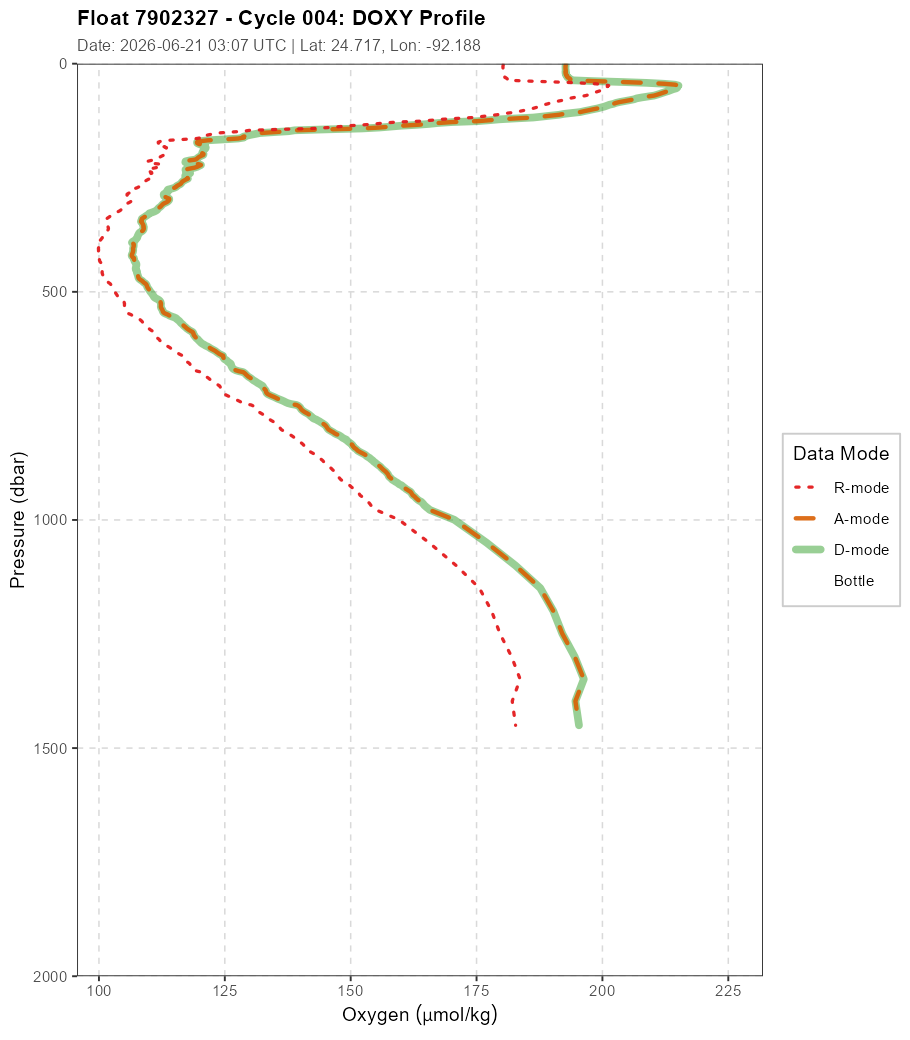 Float 7902327 - Cycle 004: DOXY Profile
Date: 2026-06-21 03:07 UTC | Lat: 24.717, Lon: -92.188
0
500
1000
1500
2000
Pressure (dbar)
100 125 150 175 200 225
Oxygen (µmol/kg)
Data Mode
R-mode
A-mode
D-mode
Bottle